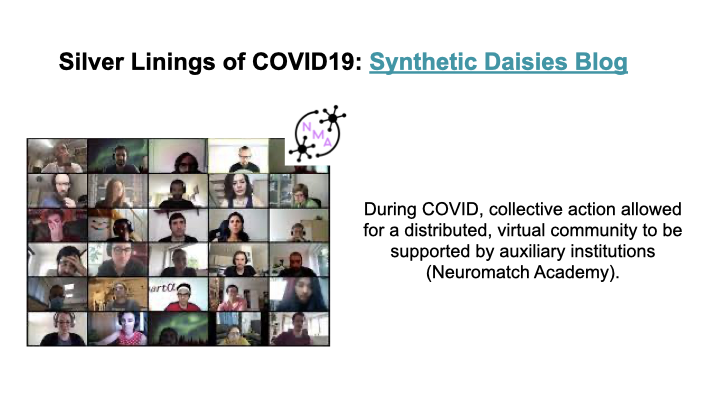 Silver Linings of COVID19: Synthetic Daisies Blog
NMA
During COVID, collective action allowed
for a distributed, virtual community to be
supported by auxiliary institutions
(Neuromatch Academy).